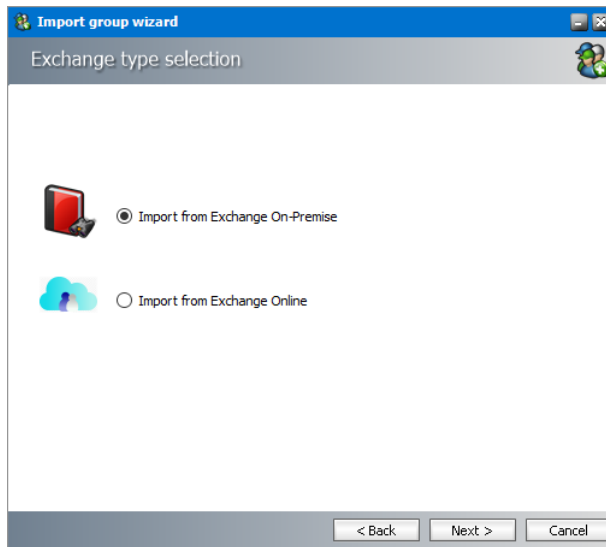 Import group wizard
Exchange type selection
Import from Exchange On-Premise
Import from Exchange Online
< Back
Next >
Cancel